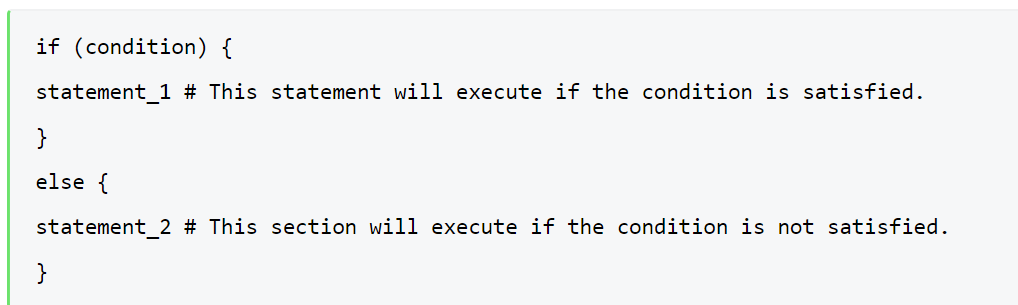 if (condition) {
statement_1 # This statement will execute if the condition is satisfied.
}
else {
statement_2 # This section will execute if the condition is not satisfied.
}